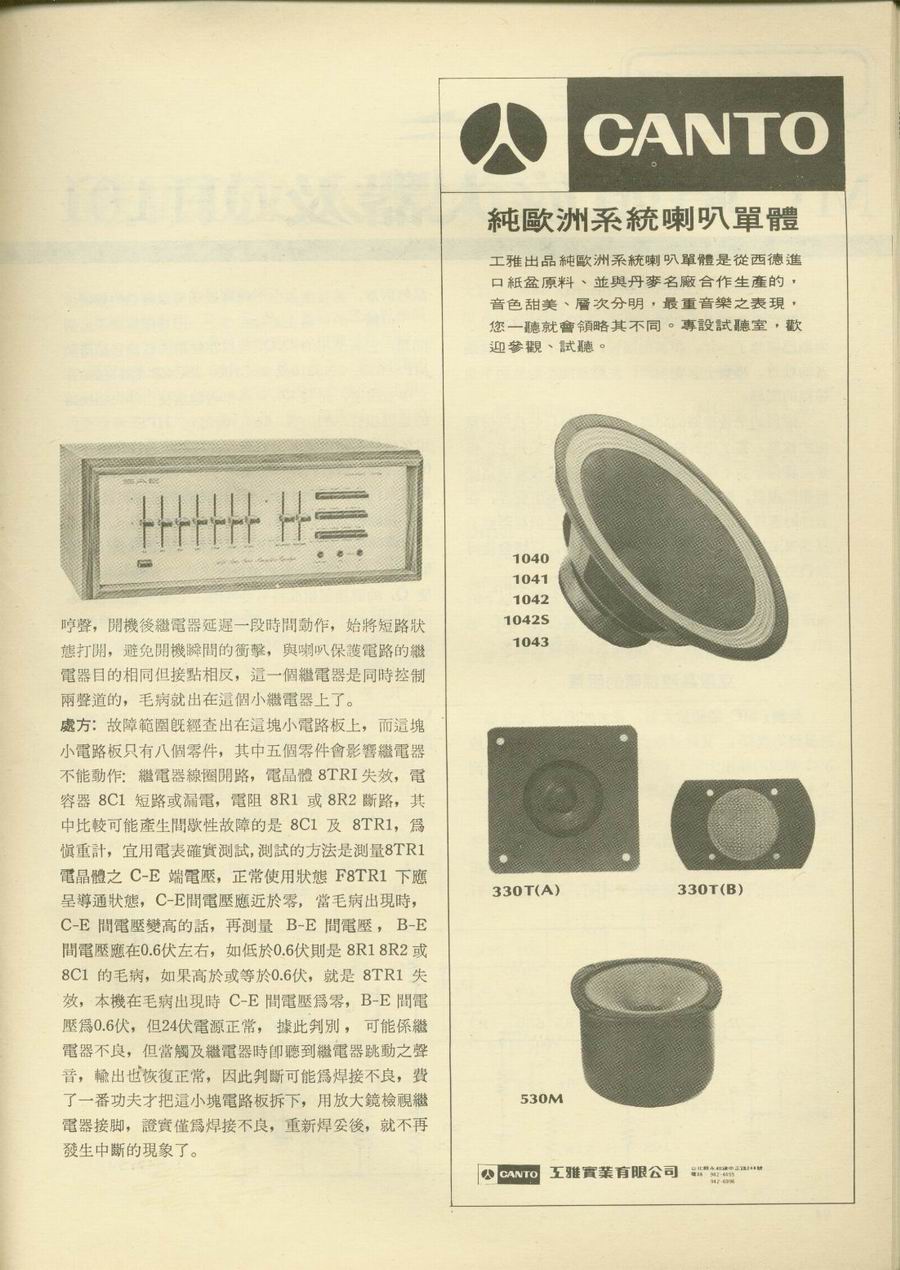 SAE
哼聲，開機後繼電器延遲一段時間動作，始將短路狀
態打開，避免開機瞬間的衝擊，與喇叭保護電路的繼
電器目的相同但接點相反，這一個繼電器是同時控制
兩聲道的，毛病就出在這個小繼電器上了。
處方：故障範圍旣經查出在這塊小電路板上，而這塊
小電路板只有八個零件，其中五個零件會影響繼電器
不能動作：繼電器線圈開路，電晶體 8TRI 失效，電
容器 8C1 短路或漏電，電阻 8R1 或 8R2 斷路，其
中比較可能產生間歇性故障的是 8C1 及 8TR1，爲
愼重計，宜用電表確實測試，測試的方法是測量8TR1
電晶體之 C-E 端電壓，正常使用狀態 F8TR1 下應
呈導通狀態，C-E間電壓應近於零，當毛病出現時，
C-E 間電壓變高的話，再測量 B-E 間電壓，B-E
間電壓應在0.6伏左右，如低於0.6伏則是 8R1 8R2 或
8C1 的毛病，如果高於或等於0.6伏，就是 8TR1 失
效，本機在毛病出現時 C-E 間電壓爲零，B-E 間電
壓爲0.6伏，但24伏電源正常，據此判別，可能係繼
電器不良，但當觸及繼電器時卽聽到繼電器跳動之聲
音，輸出也恢復正常，因此判斷可能爲焊接不良，費
了一番功夫才把這小塊電路板拆下，用放大鏡檢視繼
電器接脚，證實僅爲焊接不良，重新焊妥後，就不再
發生中斷的現象了。
CANTO
純歐洲系統喇叭單體
工雅出品純歐洲系統喇叭單體是從西德進
口紙盆原料、並與丹麥名廠合作生產的，
音色甜美、層次分明，最重音樂之表現，
您一聽就會領略其不同。專設試聽室，歡
迎參觀、試聽。
1040
1041
1042
1042S
1043
330T(A)
330T(B)
530M
CANTO 工雅實業有限公司
電話 942-4455
942-6096